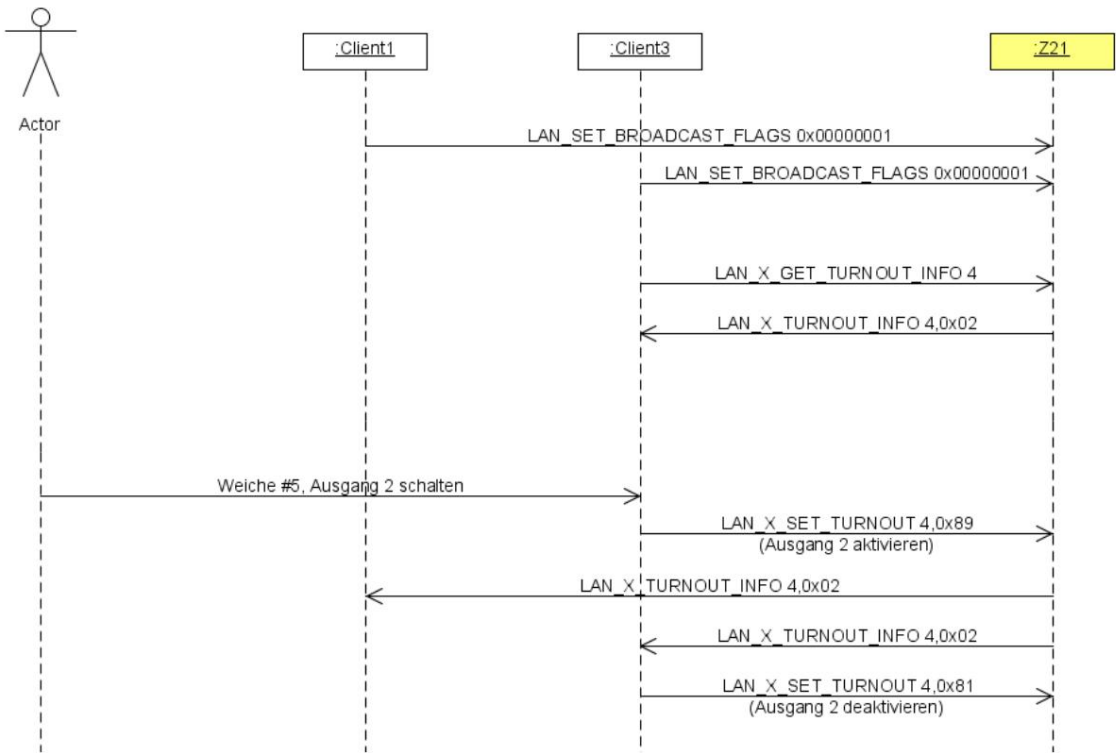 :Client1
:Client3
:Z21
Actor
LAN_SET_BROADCAST_FLAGS 0x00000001
LAN_SET_BROADCAST_FLAGS 0x00000001
LAN_X_GET_TURNOUT_INFO 4
LAN_X_TURNOUT_INFO 4,0x02
Weiche #5, Ausgang 2 schalten
LAN_X_SET_TURNOUT 4,0x89
(Ausgang 2 aktivieren)
LAN_X_TURNOUT_INFO 4,0x02
LAN_X_TURNOUT_INFO 4,0x02
LAN_X_SET_TURNOUT 4,0x81
(Ausgang 2 deaktivieren)